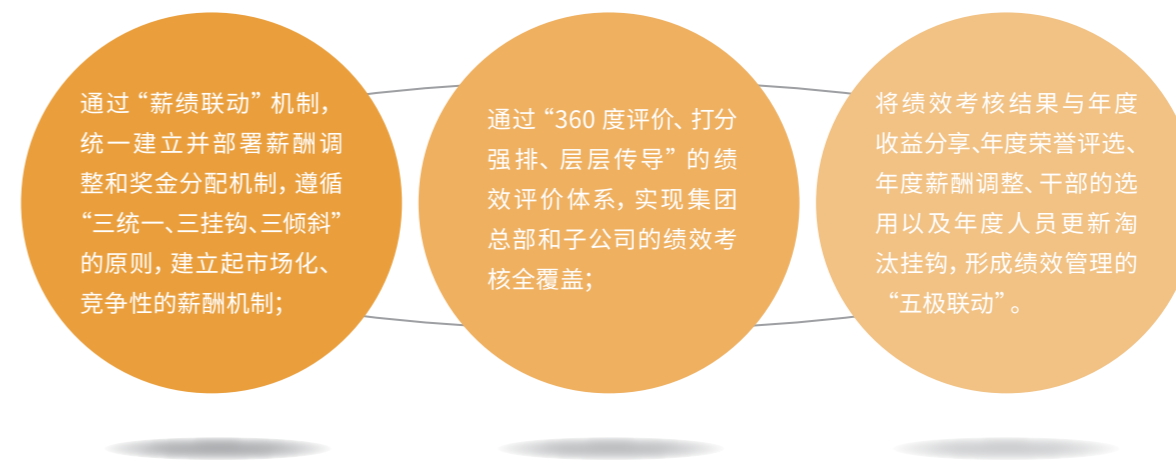 通过“薪绩联动”机制，
统一建立并部署薪酬调
整和奖金分配机制，遵循
“三统一、三挂钩、三倾斜”
的原则，建立起市场化、
竞争性的薪酬机制；
通过“360 度评价、打分
强排、层层传导”的绩
效评价体系，实现集团
总部和子公司的绩效考
核全覆盖；
将绩效考核结果与年度
收益分享、年度荣誉评选、
年度薪酬调整、干部的选
用以及年度人员更新淘
汰挂钩，形成绩效管理的
“五极联动”。